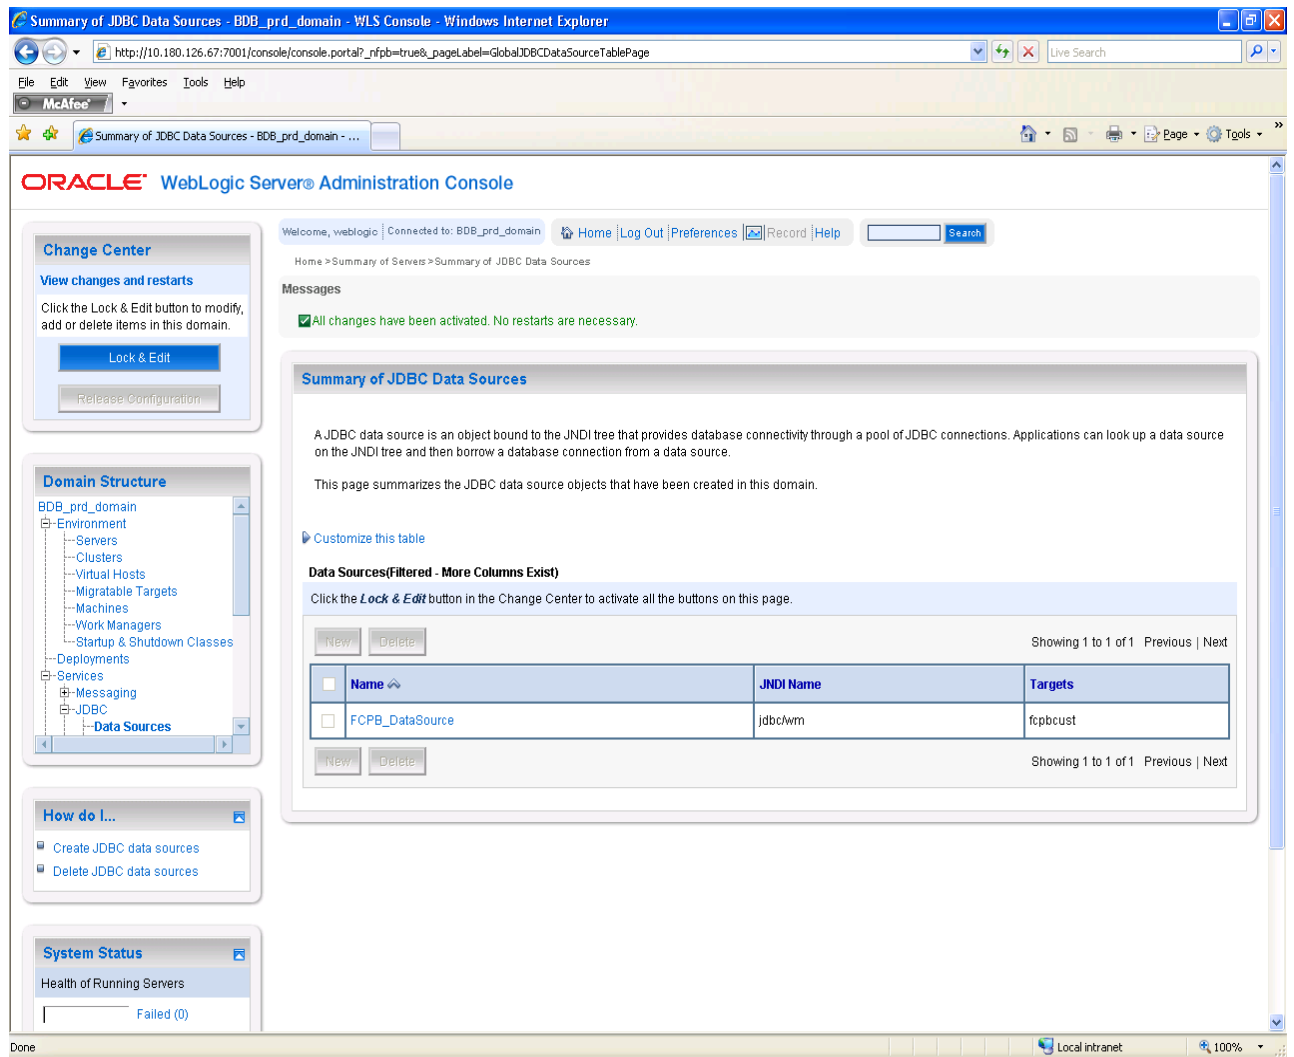 Summary of JDBC Data Sources - BDB_prd_domain - WLS Console - Windows Internet Explorer
http://10.180.126.67:7001/console/console.portal?_nfpb=true&_pageLabel=GlobalJDBCDataSourceTablePage
Live Search
File Edit View Favorites Tools Help
McAfee
Summary of JDBC Data Sources - BDB_prd_domain - ...
Page Tools »
ORACLE WebLogic Server® Administration Console
Change Center
View changes and restarts
Click the Lock & Edit button to modify,
add or delete items in this domain.
Lock & Edit
Release Configuration
Domain Structure
BDB_prd_domain
Environment
Servers
Clusters
Virtual Hosts
Migratable Targets
Machines
Work Managers
Startup & Shutdown Classes
Deployments
Services
Messaging
JDBC
Data Sources
How do I...
Create JDBC data sources
Delete JDBC data sources
System Status
Health of Running Servers
Failed (0)
Welcome, weblogic Connected to: BDB_prd_domain Home Log Out Preferences Record Help Search
Home >Summary of Servers >Summary of JDBC Data Sources
Messages
All changes have been activated. No restarts are necessary.
Summary of JDBC Data Sources
A JDBC data source is an object bound to the JNDI tree that provides database connectivity through a pool of JDBC connections. Applications can look up a data source
on the JNDI tree and then borrow a database connection from a data source.
This page summarizes the JDBC data source objects that have been created in this domain.
Customize this table
Data Sources(Filtered - More Columns Exist)
Click the Lock & Edit button in the Change Center to activate all the buttons on this page.
New Delete Showing 1 to 1 of 1 Previous | Next
Name JNDI Name Targets
FCPB_DataSource jdbc/wm fcpbcust
New Delete Showing 1 to 1 of 1 Previous | Next
Done Local intranet 100%